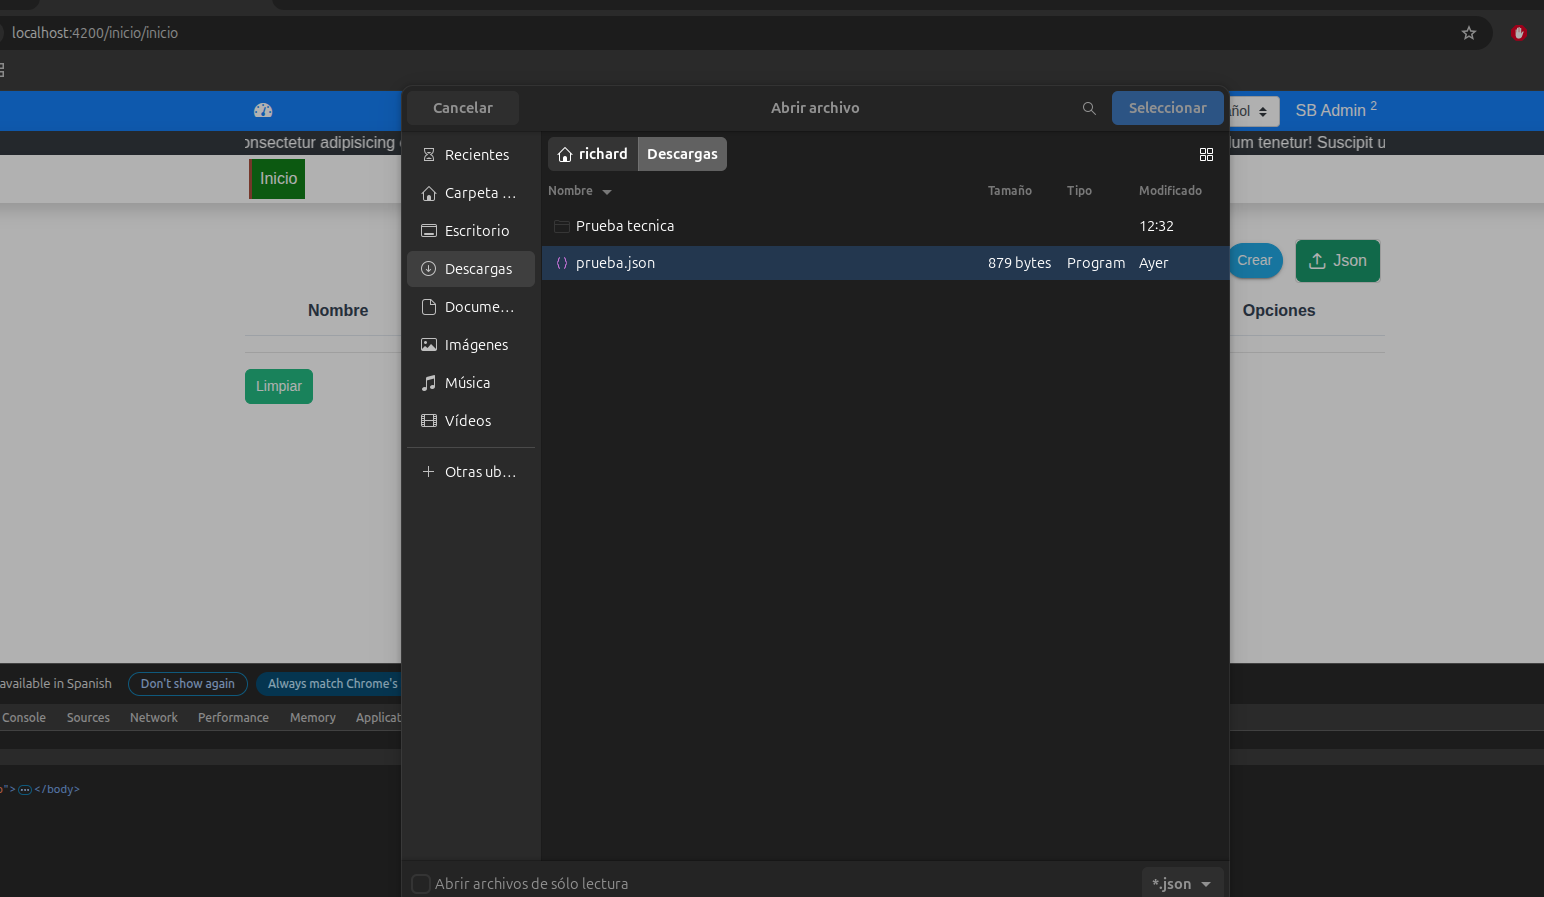 localhost:4200/inicio/inicio
Cancelar
Abrir archivo
Seleccionar
ñol
SB Admin 2
onsectetur adipisicing
lum tenetur! Suscipit u
Inicio
Recientes
Carpeta ...
Escritorio
Descargas
Docume...
Imágenes
Música
Vídeos
Otras ub...
richard
Descargas
Nombre Tamaño Tipo Modificado
Prueba tecnica 12:32
prueba.json 879 bytes Program Ayer
Crear
Json
Nombre
Opciones
Limpiar
available in Spanish
Don't show again
Always match Chrome's
Console Sources Network Performance Memory Applicat
"> ... </body>
Abrir archivos de sólo lectura
*.json